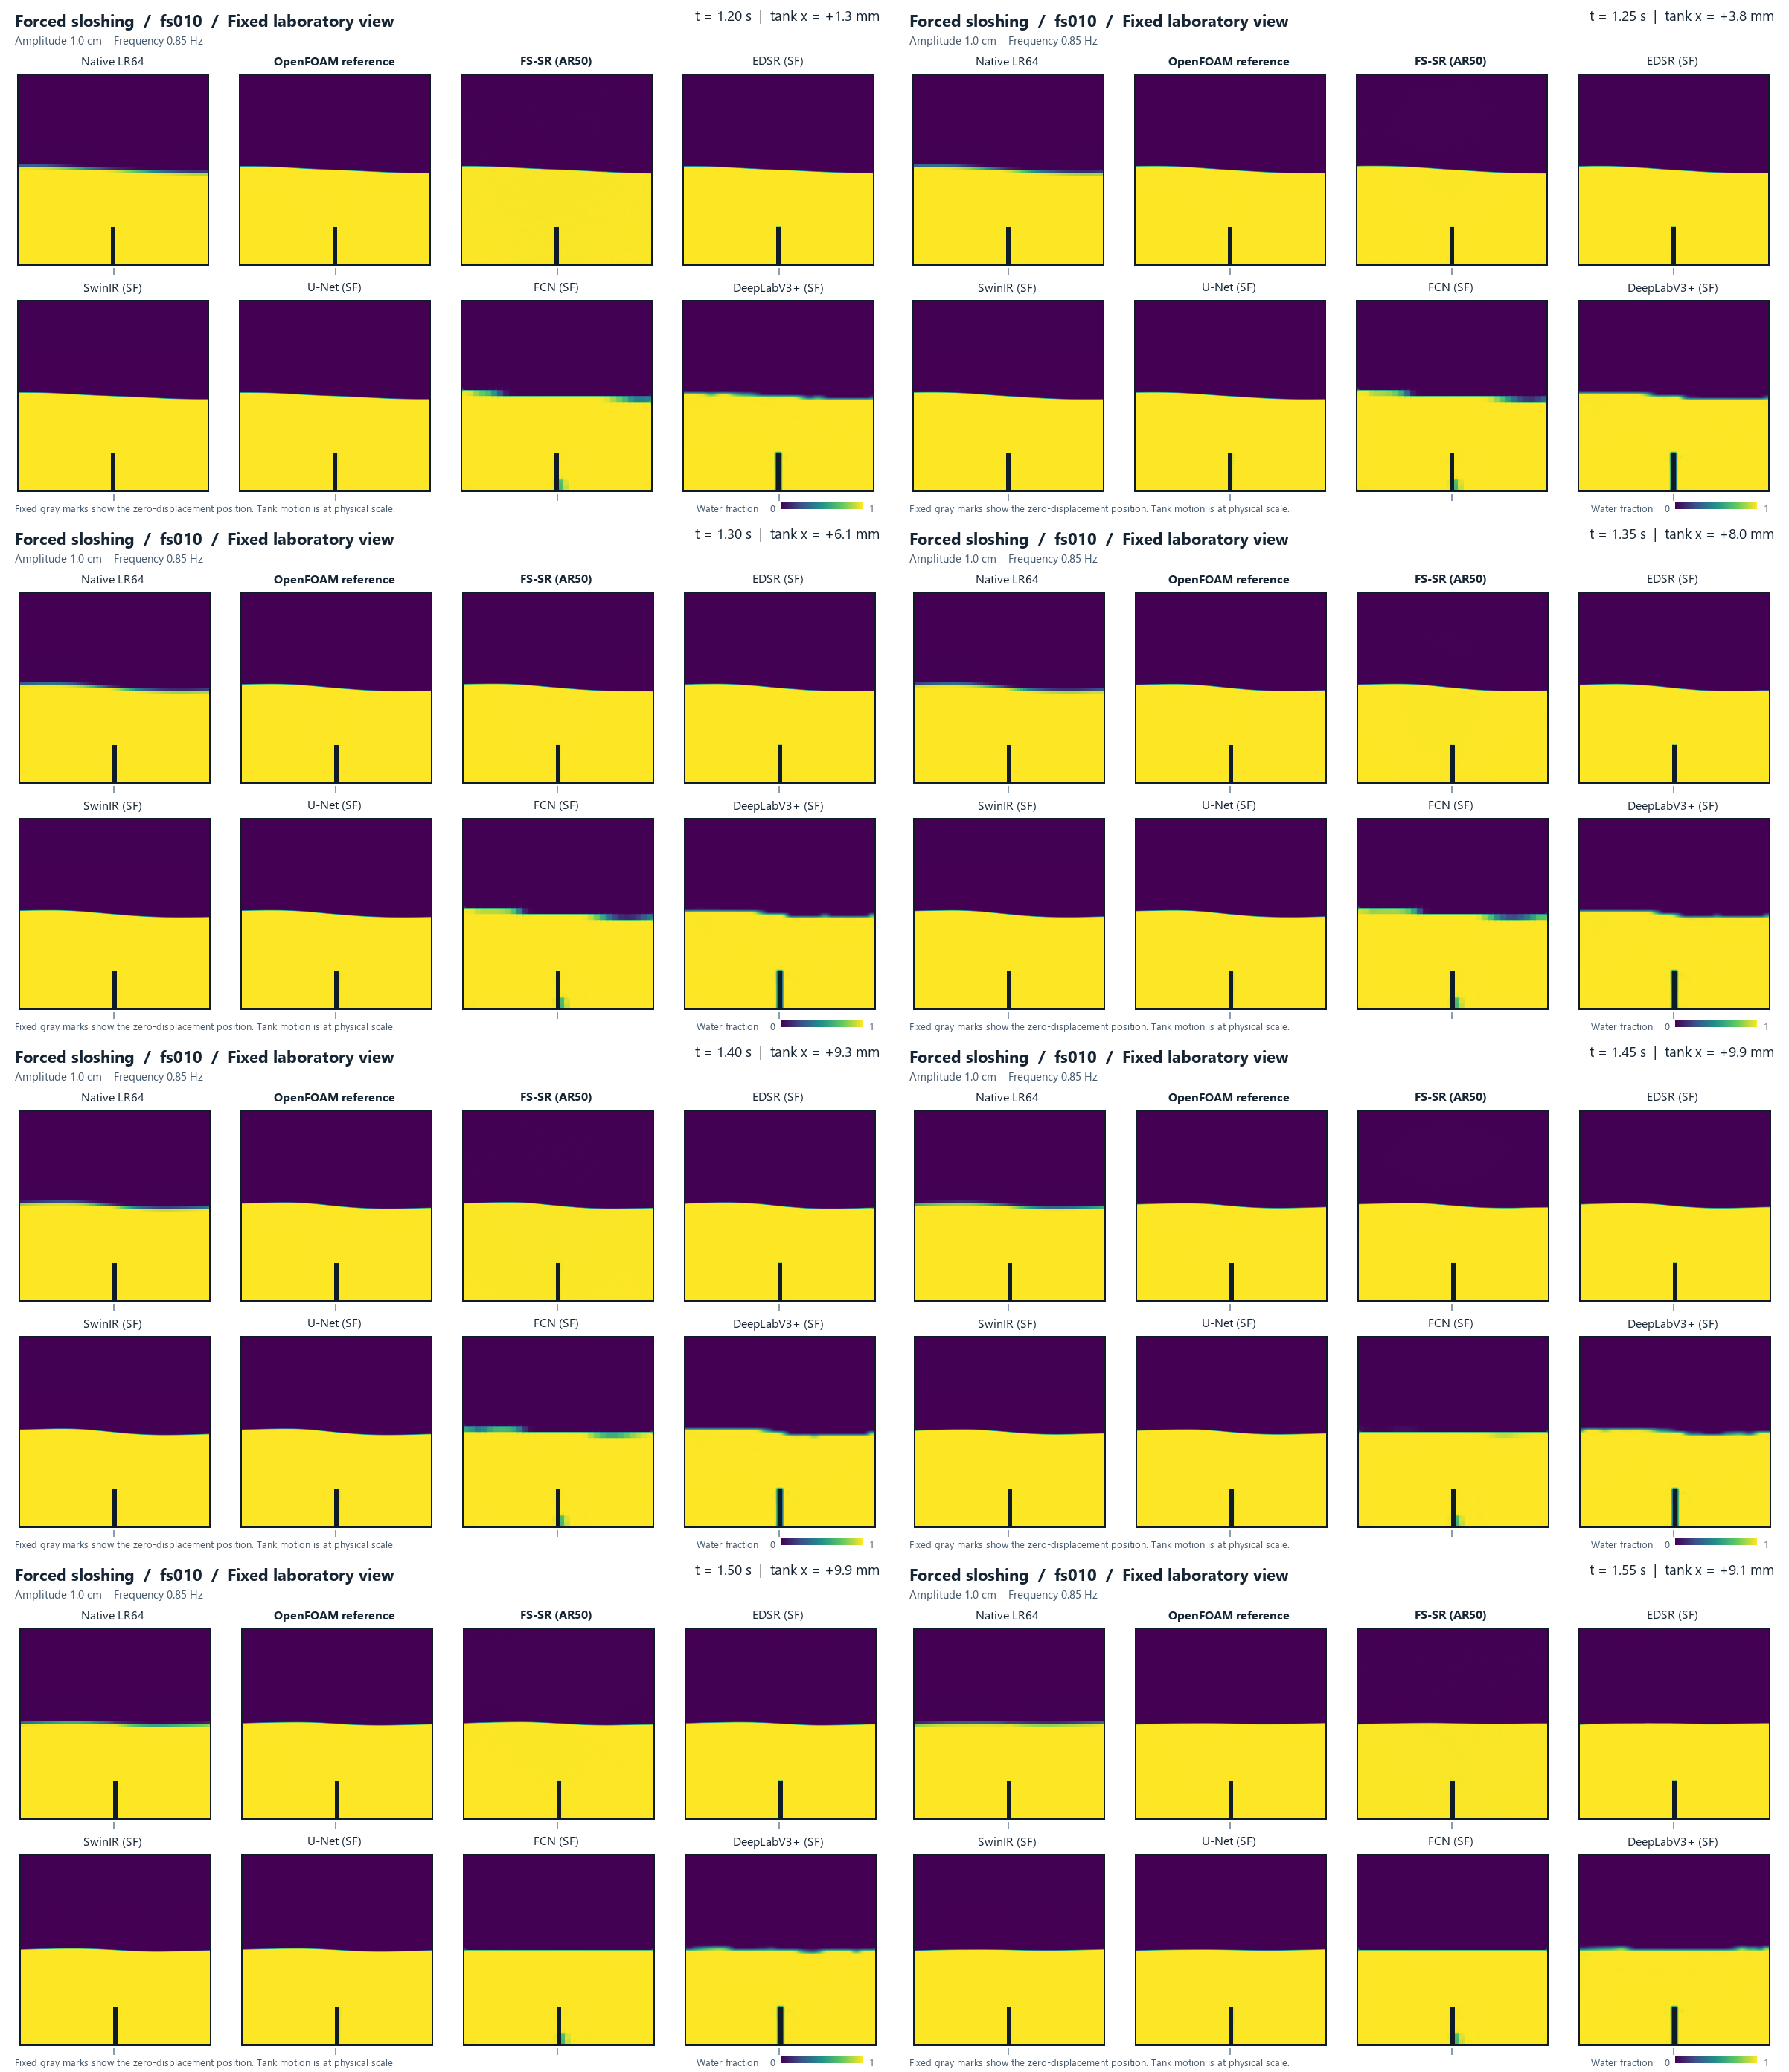 Forced sloshing / fs010 / Fixed laboratory view
t = 1.20 s | tank x = +1.3 mm
Amplitude 1.0 cm Frequency 0.85 Hz
Native LR64
OpenFOAM reference
FS-SR (AR50)
EDSR (SF)
SwinIR (SF)
U-Net (SF)
FCN (SF)
DeepLabV3+ (SF)
Fixed gray marks show the zero-displacement position. Tank motion is at physical scale.
Water fraction 0 1
Forced sloshing / fs010 / Fixed laboratory view
t = 1.25 s | tank x = +3.8 mm
Amplitude 1.0 cm Frequency 0.85 Hz
Native LR64
OpenFOAM reference
FS-SR (AR50)
EDSR (SF)
SwinIR (SF)
U-Net (SF)
FCN (SF)
DeepLabV3+ (SF)
Fixed gray marks show the zero-displacement position. Tank motion is at physical scale.
Water fraction 0 1
Forced sloshing / fs010 / Fixed laboratory view
t = 1.30 s | tank x = +6.1 mm
Amplitude 1.0 cm Frequency 0.85 Hz
Native LR64
OpenFOAM reference
FS-SR (AR50)
EDSR (SF)
SwinIR (SF)
U-Net (SF)
FCN (SF)
DeepLabV3+ (SF)
Fixed gray marks show the zero-displacement position. Tank motion is at physical scale.
Water fraction 0 1
Forced sloshing / fs010 / Fixed laboratory view
t = 1.35 s | tank x = +8.0 mm
Amplitude 1.0 cm Frequency 0.85 Hz
Native LR64
OpenFOAM reference
FS-SR (AR50)
EDSR (SF)
SwinIR (SF)
U-Net (SF)
FCN (SF)
DeepLabV3+ (SF)
Fixed gray marks show the zero-displacement position. Tank motion is at physical scale.
Water fraction 0 1
Forced sloshing / fs010 / Fixed laboratory view
t = 1.40 s | tank x = +9.3 mm
Amplitude 1.0 cm Frequency 0.85 Hz
Native LR64
OpenFOAM reference
FS-SR (AR50)
EDSR (SF)
SwinIR (SF)
U-Net (SF)
FCN (SF)
DeepLabV3+ (SF)
Fixed gray marks show the zero-displacement position. Tank motion is at physical scale.
Water fraction 0 1
Forced sloshing / fs010 / Fixed laboratory view
t = 1.45 s | tank x = +9.9 mm
Amplitude 1.0 cm Frequency 0.85 Hz
Native LR64
OpenFOAM reference
FS-SR (AR50)
EDSR (SF)
SwinIR (SF)
U-Net (SF)
FCN (SF)
DeepLabV3+ (SF)
Fixed gray marks show the zero-displacement position. Tank motion is at physical scale.
Water fraction 0 1
Forced sloshing / fs010 / Fixed laboratory view
t = 1.50 s | tank x = +9.9 mm
Amplitude 1.0 cm Frequency 0.85 Hz
Native LR64
OpenFOAM reference
FS-SR (AR50)
EDSR (SF)
SwinIR (SF)
U-Net (SF)
FCN (SF)
DeepLabV3+ (SF)
Fixed gray marks show the zero-displacement position. Tank motion is at physical scale.
Water fraction 0 1
Forced sloshing / fs010 / Fixed laboratory view
t = 1.55 s | tank x = +9.1 mm
Amplitude 1.0 cm Frequency 0.85 Hz
Native LR64
OpenFOAM reference
FS-SR (AR50)
EDSR (SF)
SwinIR (SF)
U-Net (SF)
FCN (SF)
DeepLabV3+ (SF)
Fixed gray marks show the zero-displacement position. Tank motion is at physical scale.
Water fraction 0 1